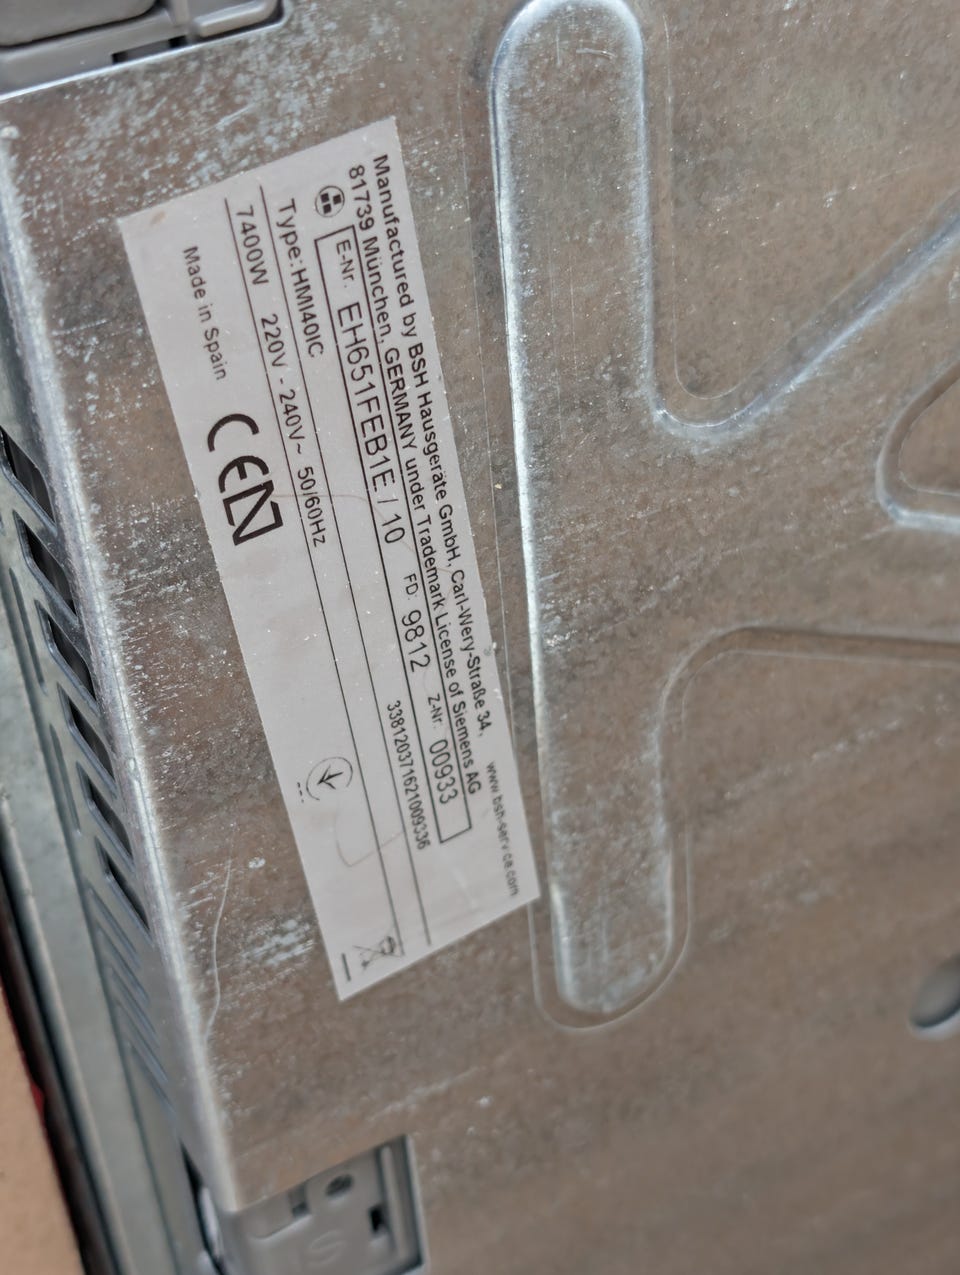 Manufactured by BSH Hausgeräte GmbH, Carl-Wery-Straße 34,
81739 München, GERMANY under Trademark License of Siemens AG
www.bsh-service.com
E-Nr. EH651FEB1E / 10 FD: 9812 Z-Nr: 00933
Type: HMI40IC 338120371621009336
7400W 220V - 240V~ 50/60Hz
Made in Spain CE N